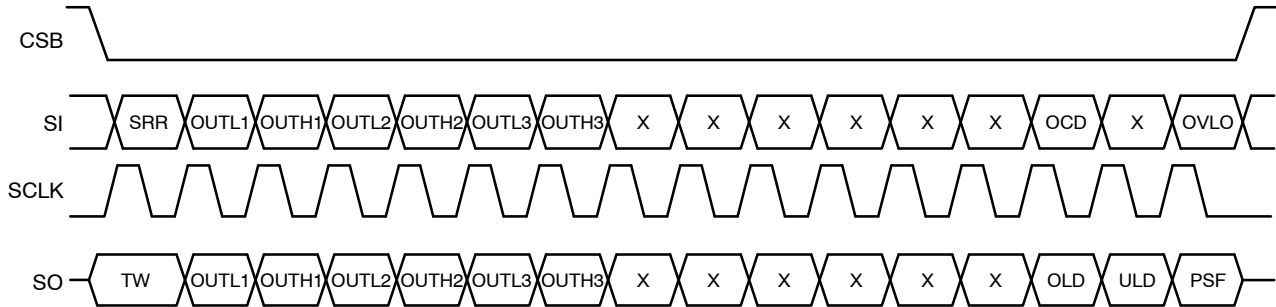 CSB
SI SRR OUTL1 OUTH1 OUTL2 OUTH2 OUTL3 OUTH3 X X X X X X OCD X OVLO
SCLK
SO TW OUTL1 OUTH1 OUTL2 OUTH2 OUTL3 OUTH3 X X X X X X OLD ULD PSF